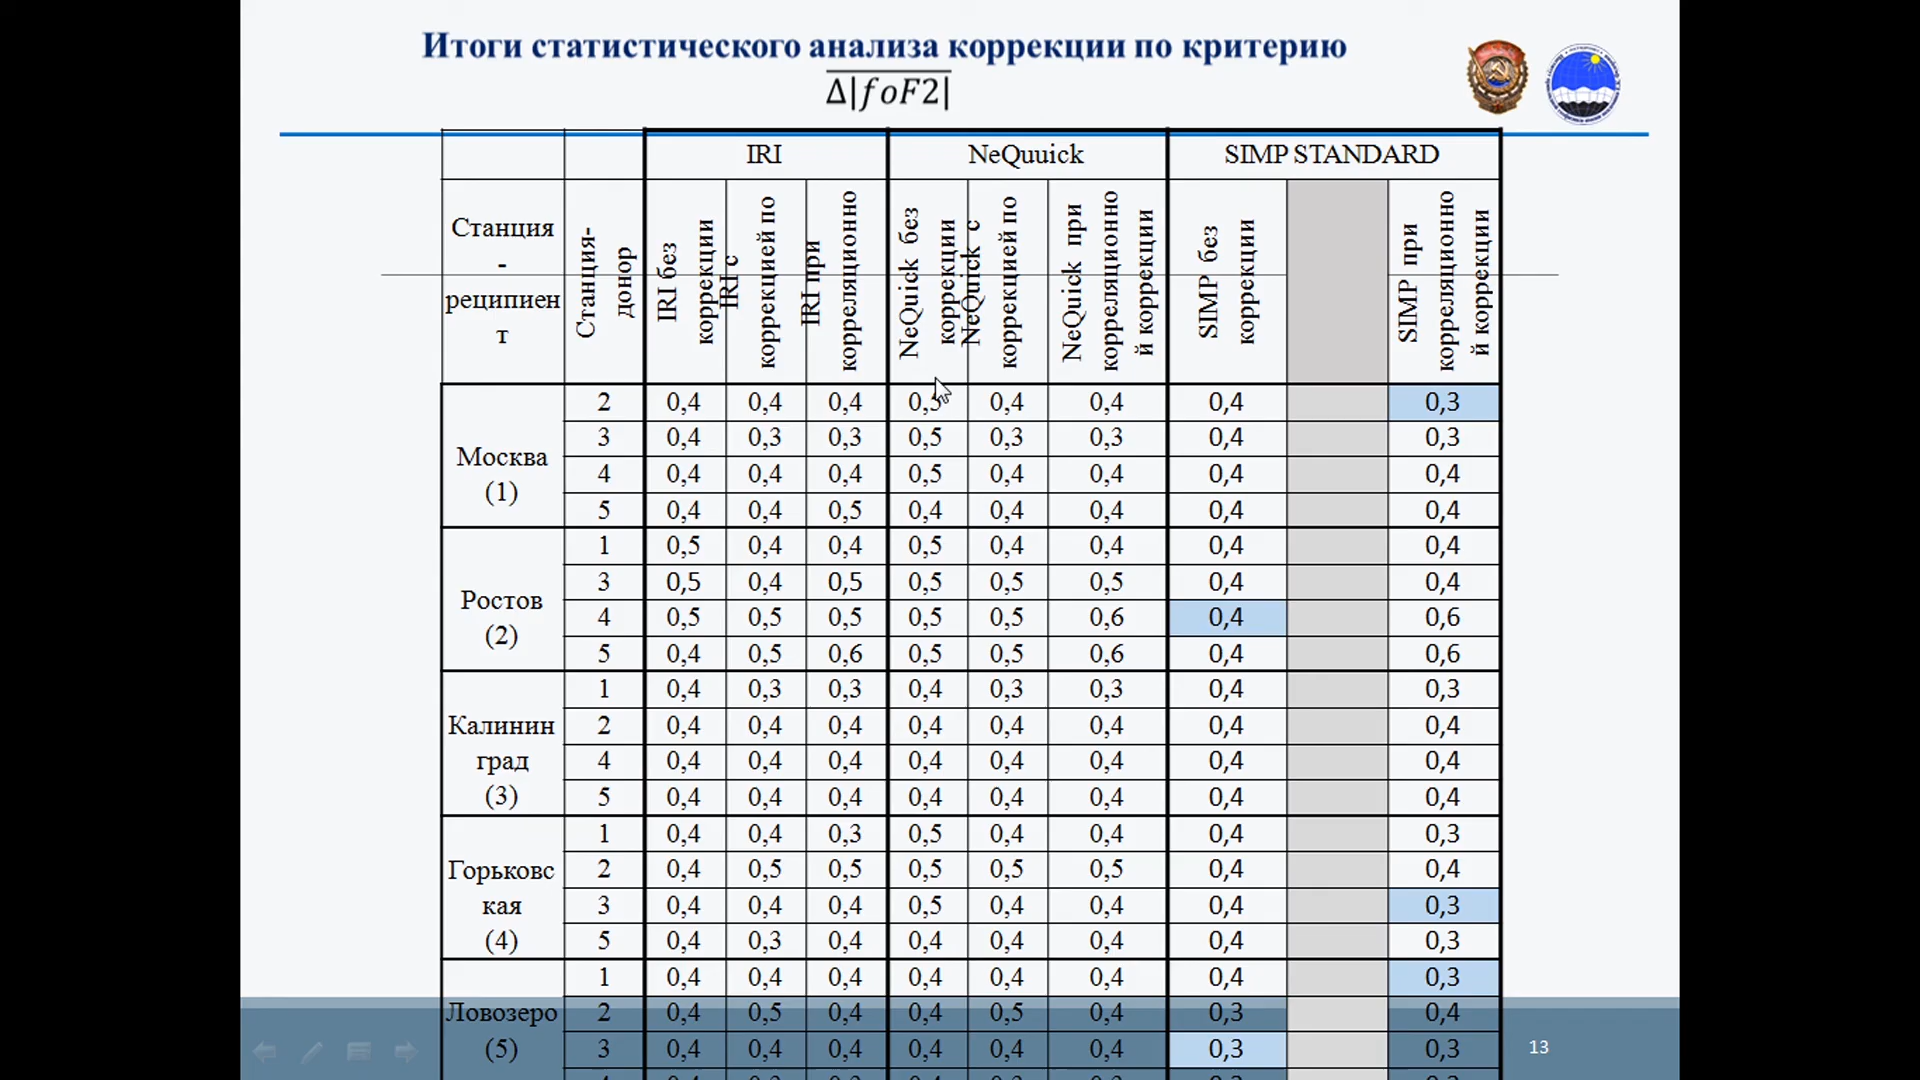 Итоги статистического анализа коррекции по критерию
Δ|foF2|
IRI NeQuuick SIMP STANDARD
Станция
-
реципиен
т
Станция-
донор
IRI без
коррекции
IRI с
коррекцией по
IRI при
корреляционно
NeQuick без
коррекции
NeQuick с
коррекцией по
NeQuick при
корреляционно
й коррекции
SIMP без
коррекции
SIMP при
корреляционно
й коррекции
Москва
(1)
2 0,4 0,4 0,4 0,5 0,4 0,4 0,4 0,3
3 0,4 0,3 0,3 0,5 0,3 0,3 0,4 0,3
4 0,4 0,4 0,4 0,5 0,4 0,4 0,4 0,4
5 0,4 0,4 0,5 0,4 0,4 0,4 0,4 0,4
Ростов
(2)
1 0,5 0,4 0,4 0,5 0,4 0,4 0,4 0,4
3 0,5 0,4 0,5 0,5 0,5 0,5 0,4 0,4
4 0,5 0,5 0,5 0,5 0,5 0,6 0,4 0,6
5 0,4 0,5 0,6 0,5 0,5 0,6 0,4 0,6
Калинин
град
(3)
1 0,4 0,3 0,3 0,4 0,3 0,3 0,4 0,3
2 0,4 0,4 0,4 0,4 0,4 0,4 0,4 0,4
4 0,4 0,4 0,4 0,4 0,4 0,4 0,4 0,4
5 0,4 0,4 0,4 0,4 0,4 0,4 0,4 0,4
Горьковс
кая
(4)
1 0,4 0,4 0,3 0,5 0,4 0,4 0,4 0,3
2 0,4 0,5 0,5 0,5 0,5 0,5 0,4 0,4
3 0,4 0,4 0,4 0,5 0,4 0,4 0,4 0,3
5 0,4 0,3 0,4 0,4 0,4 0,4 0,4 0,3
Ловозеро
(5)
1 0,4 0,4 0,4 0,4 0,4 0,4 0,4 0,3
2 0,4 0,5 0,4 0,4 0,5 0,4 0,3 0,4
3 0,4 0,4 0,4 0,4 0,4 0,4 0,3 0,3
13